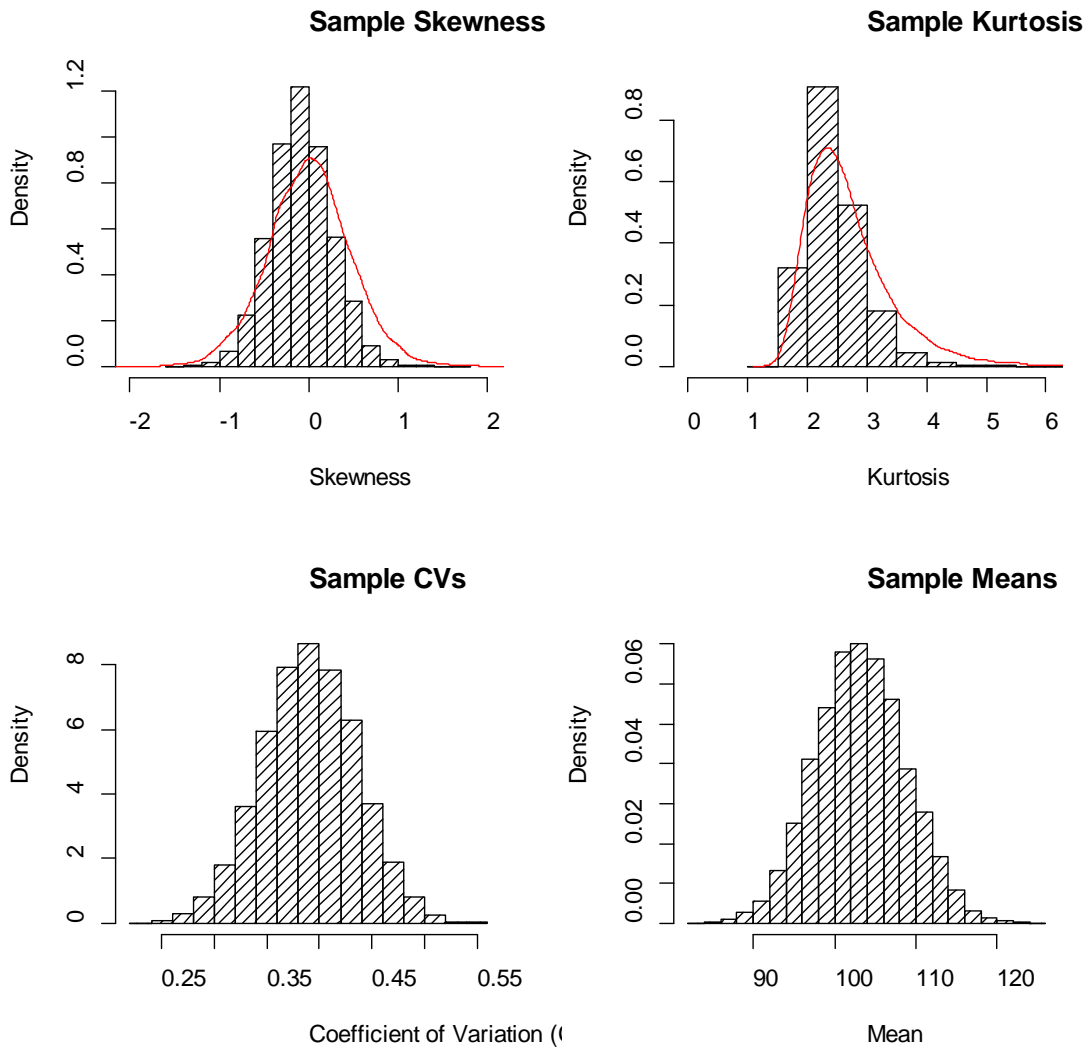 Sample Skewness
Density
0.0 0.4 0.8 1.2
-2 -1 0 1 2
Skewness
Sample Kurtosis
Density
0.0 0.2 0.4 0.6 0.8
0 1 2 3 4 5 6
Kurtosis
Sample CVs
Density
0 2 4 6 8
0.25 0.35 0.45 0.55
Coefficient of Variation (
Sample Means
Density
0.00 0.02 0.04 0.06
90 100 110 120
Mean